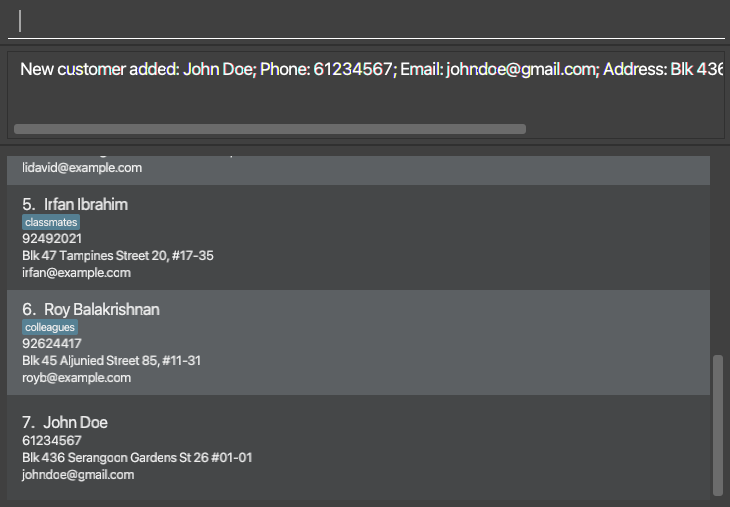 New customer added: John Doe; Phone: 61234567; Email: johndoe@gmail.com; Address: Blk 436
lidavid@example.com
5. Irfan Ibrahim
classmates
92492021
Blk 47 Tampines Street 20, #17-35
irfan@example.com
6. Roy Balakrishnan
colleagues
92624417
Blk 45 Aljunied Street 85, #11-31
royb@example.com
7. John Doe
61234567
Blk 436 Serangoon Gardens St 26 #01-01
johndoe@gmail.com